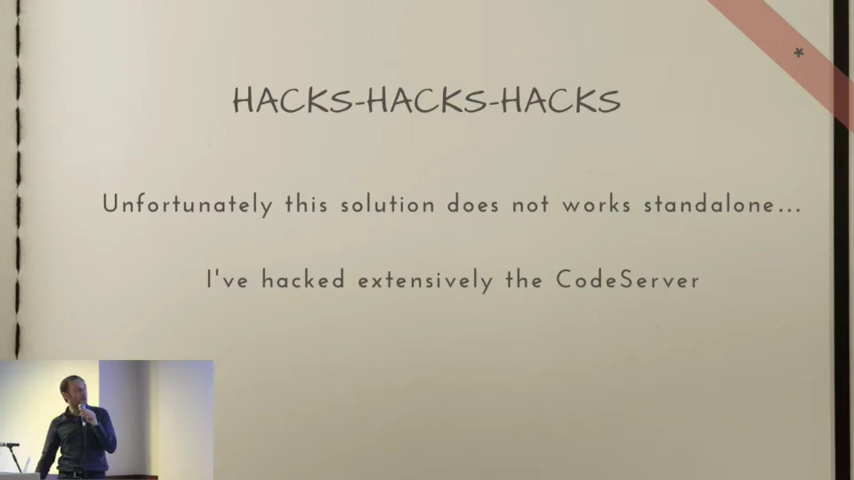 *
HACKS-HACKS-HACKS
Unfortunately this solution does not works standalone...
I've hacked extensively the CodeServer